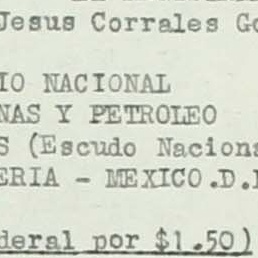 Jesus Corrales Go
IO NACIONAL
NAS Y PETROLEO
S (Escudo Naciona
ERIA - MEXICO.D.
deral por $1.50)